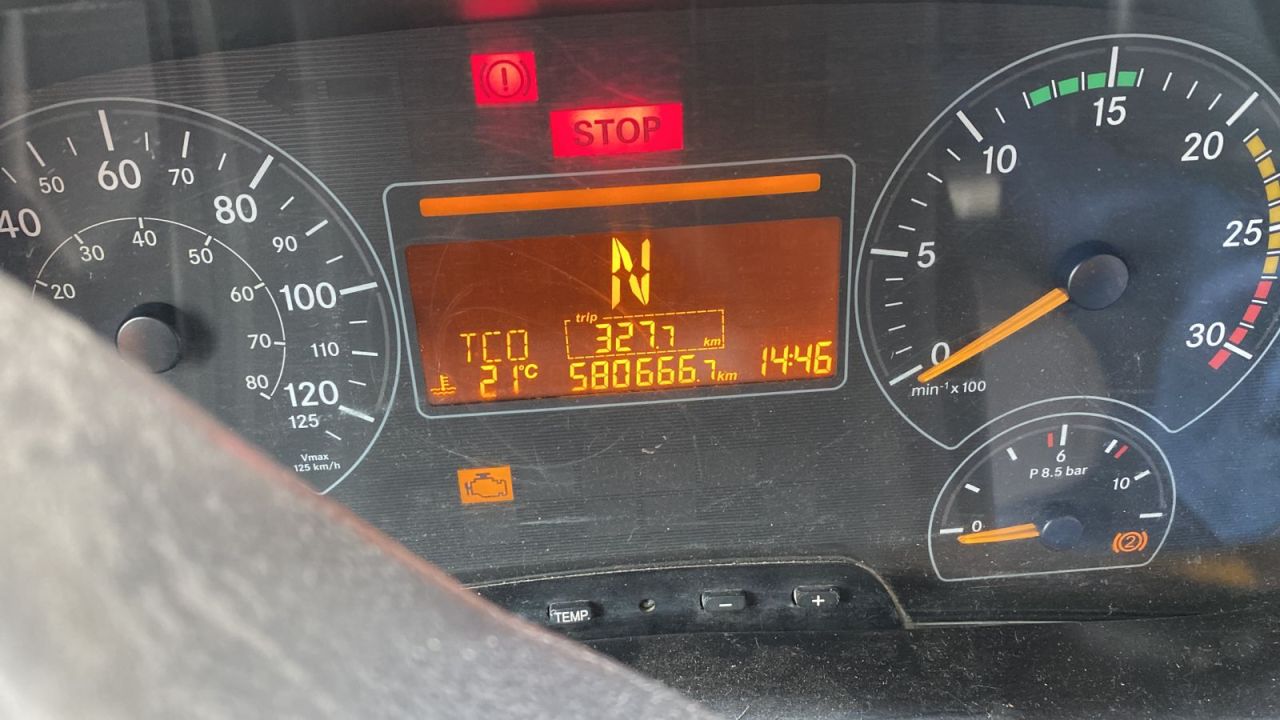 STOP
40 50 60 70 80 90 100 110 120 125
20 30 40 50 60 70 80
Vmax
125 km/h
N
trip
TCO 327.7 km
21°C 580666.7 km 14:46
0 5 10 15 20 25 30
min⁻¹ x 100
0 6 10
P 8.5 bar
(2)
TEMP. − +
!